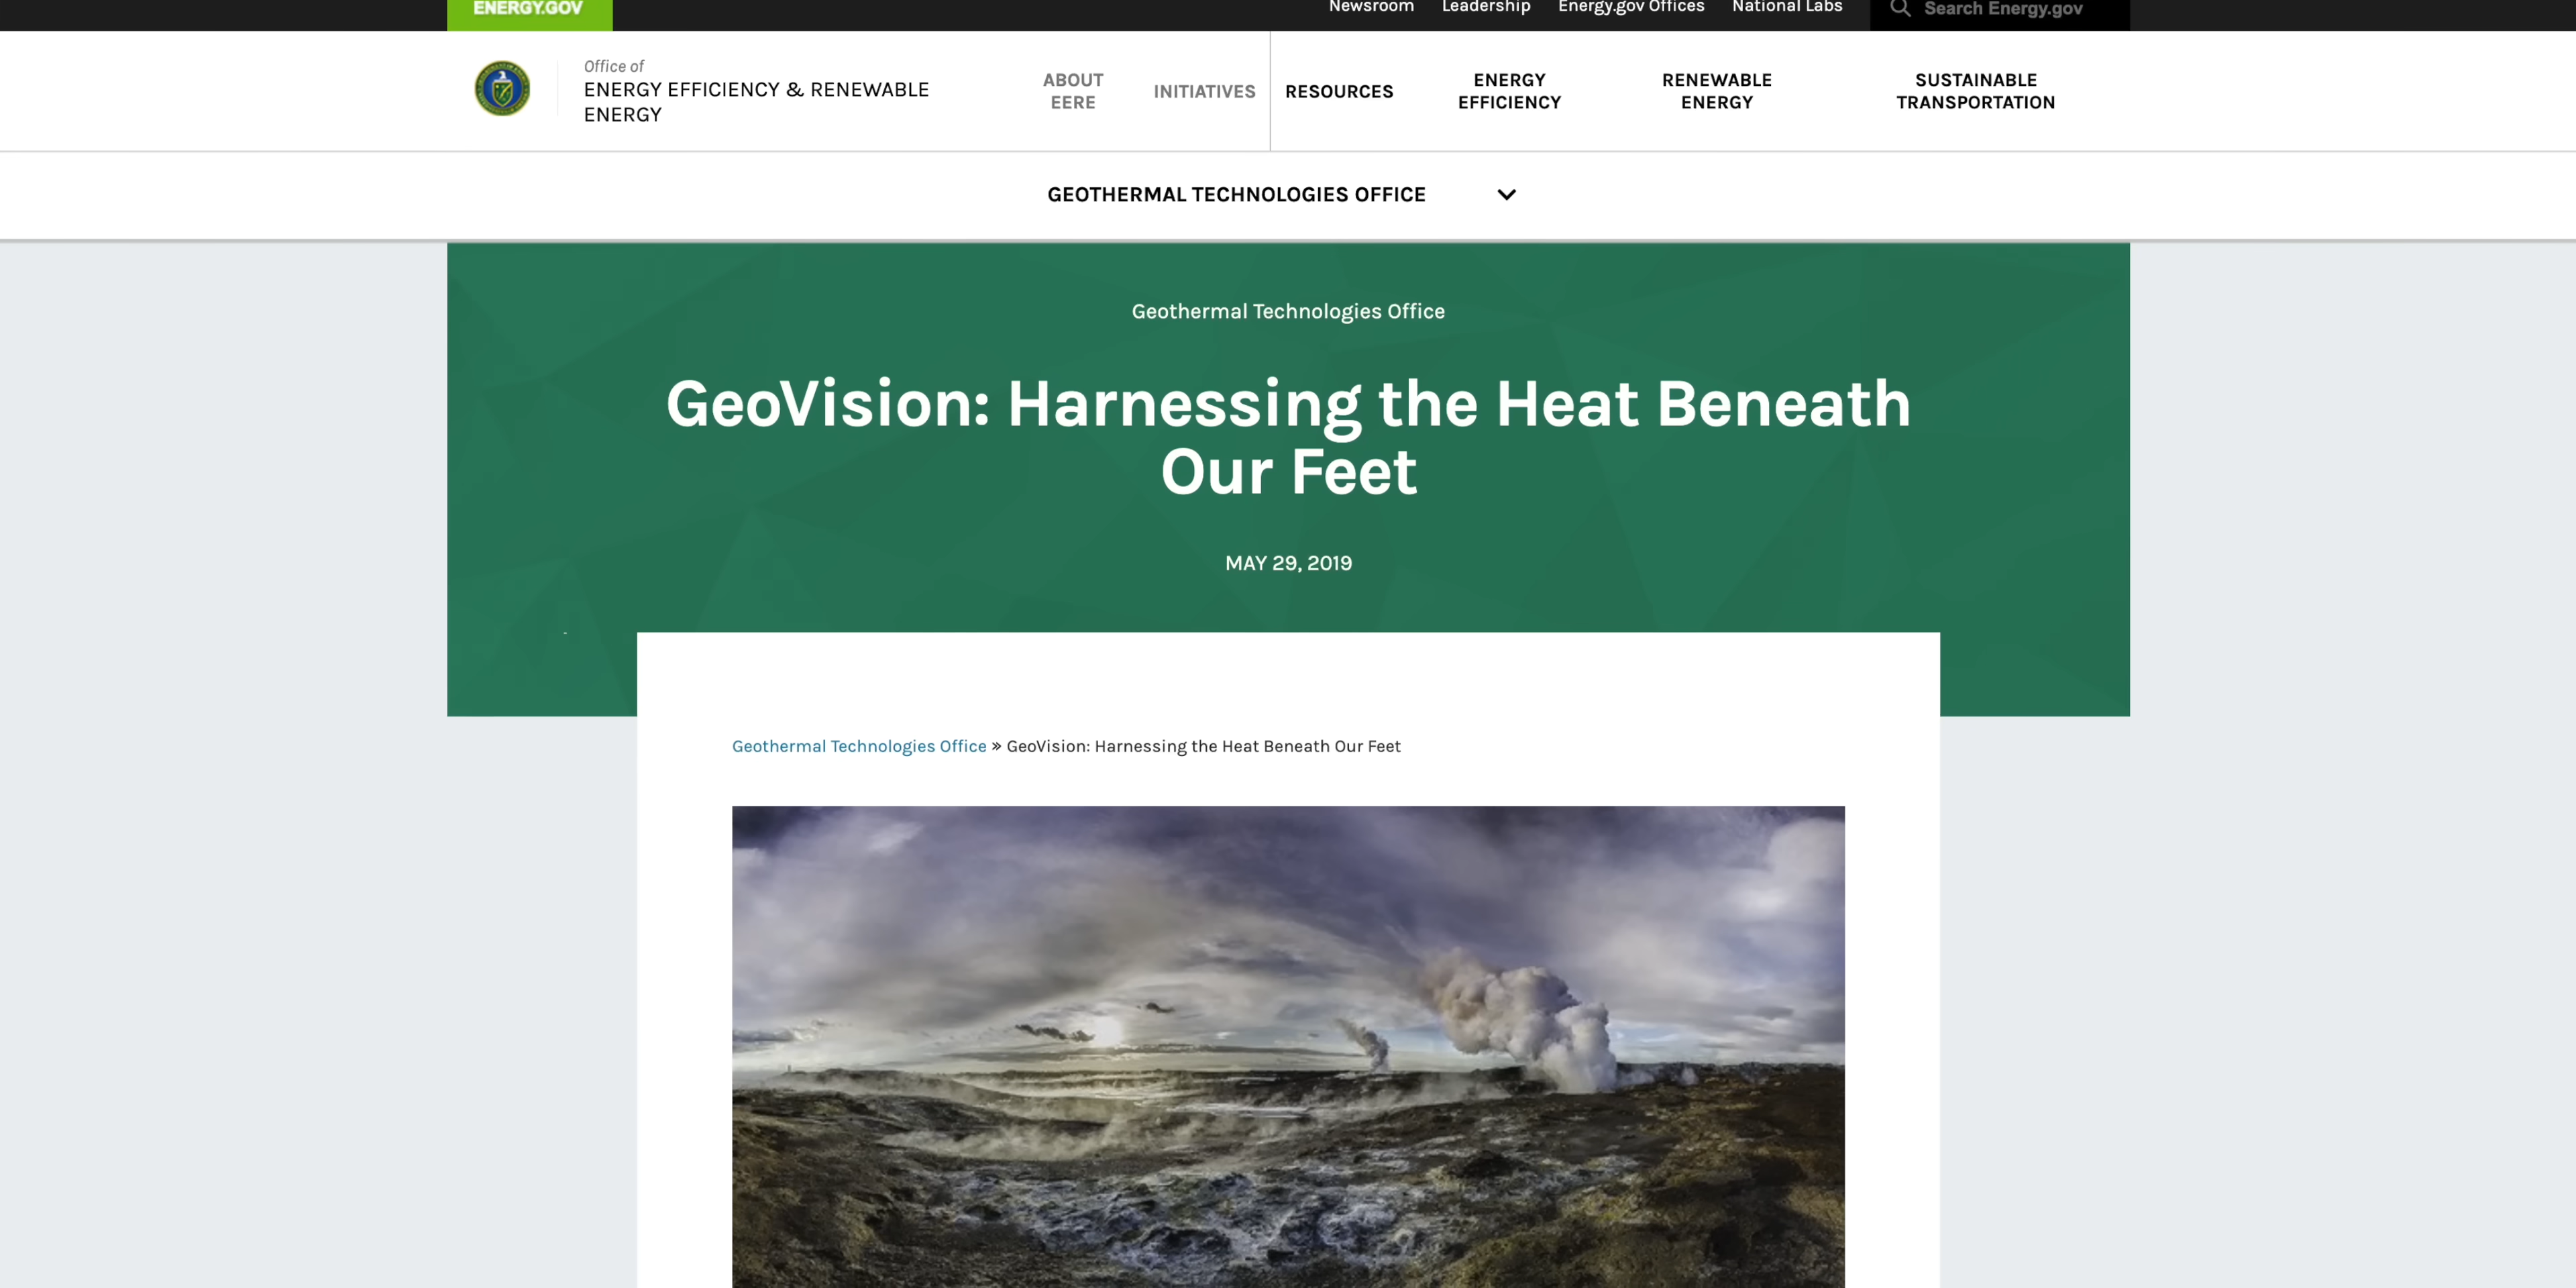 ENERGY.GOV
Newsroom Leadership Energy.gov Offices National Labs Search Energy.gov
Office of
ENERGY EFFICIENCY & RENEWABLE
ENERGY
ABOUT
EERE
INITIATIVES
RESOURCES
ENERGY
EFFICIENCY
RENEWABLE
ENERGY
SUSTAINABLE
TRANSPORTATION
GEOTHERMAL TECHNOLOGIES OFFICE
Geothermal Technologies Office
GeoVision: Harnessing the Heat Beneath
Our Feet
MAY 29, 2019
Geothermal Technologies Office » GeoVision: Harnessing the Heat Beneath Our Feet